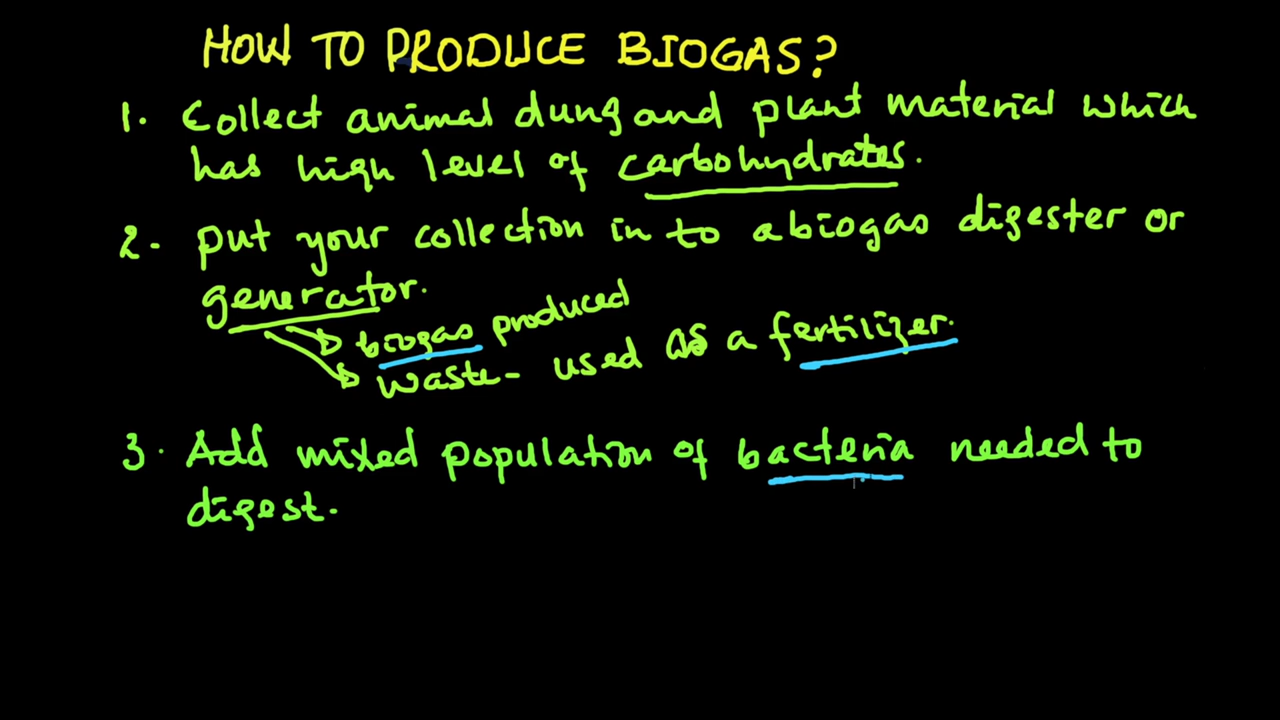 HOW TO PRODUCE BIOGAS?
1. Collect animal dung and plant material which
has high level of carbohydrates.
2. put your collection in to a biogas digester or
generator.
biogas produced
waste - used as a fertilizer.
3. Add mixed population of bacteria needed to
digest.